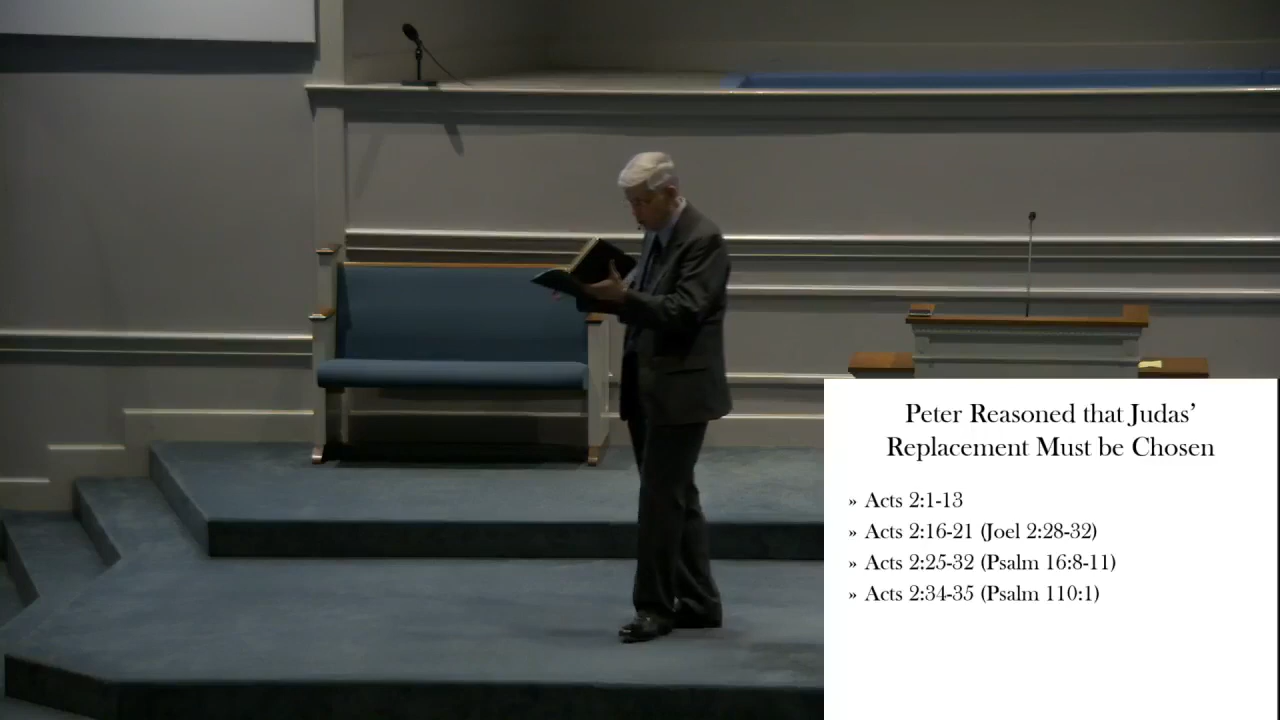 Peter Reasoned that Judas’
Replacement Must be Chosen
» Acts 2:1-13
» Acts 2:16-21 (Joel 2:28-32)
» Acts 2:25-32 (Psalm 16:8-11)
» Acts 2:34-35 (Psalm 110:1)